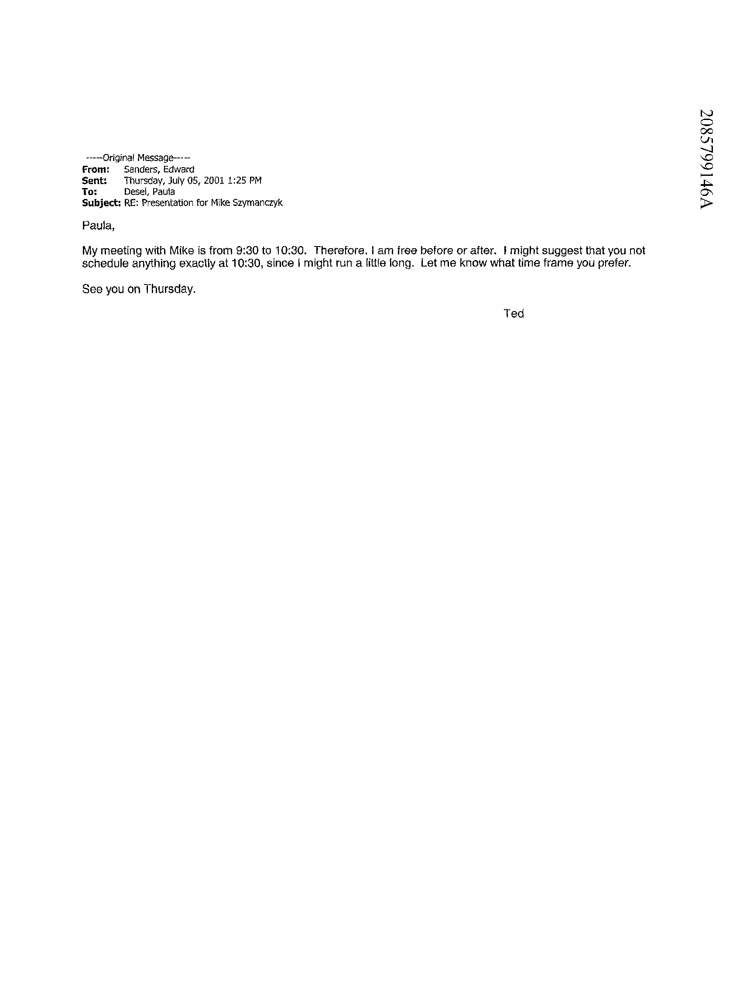 -----Original Message-----
From: Sanders, Edward
Sent: Thursday, July 05, 2001 1:25 PM
To: Desel, Paula
Subject: RE: Presentation for Mike Szymanczyk
Paula,
My meeting with Mike is from 9:30 to 10:30. Therefore, I am free before or after. I might suggest that you not
schedule anything exactly at 10:30, since I might run a little long. Let me know what time frame you prefer.
See you on Thursday.
Ted
2085799146A